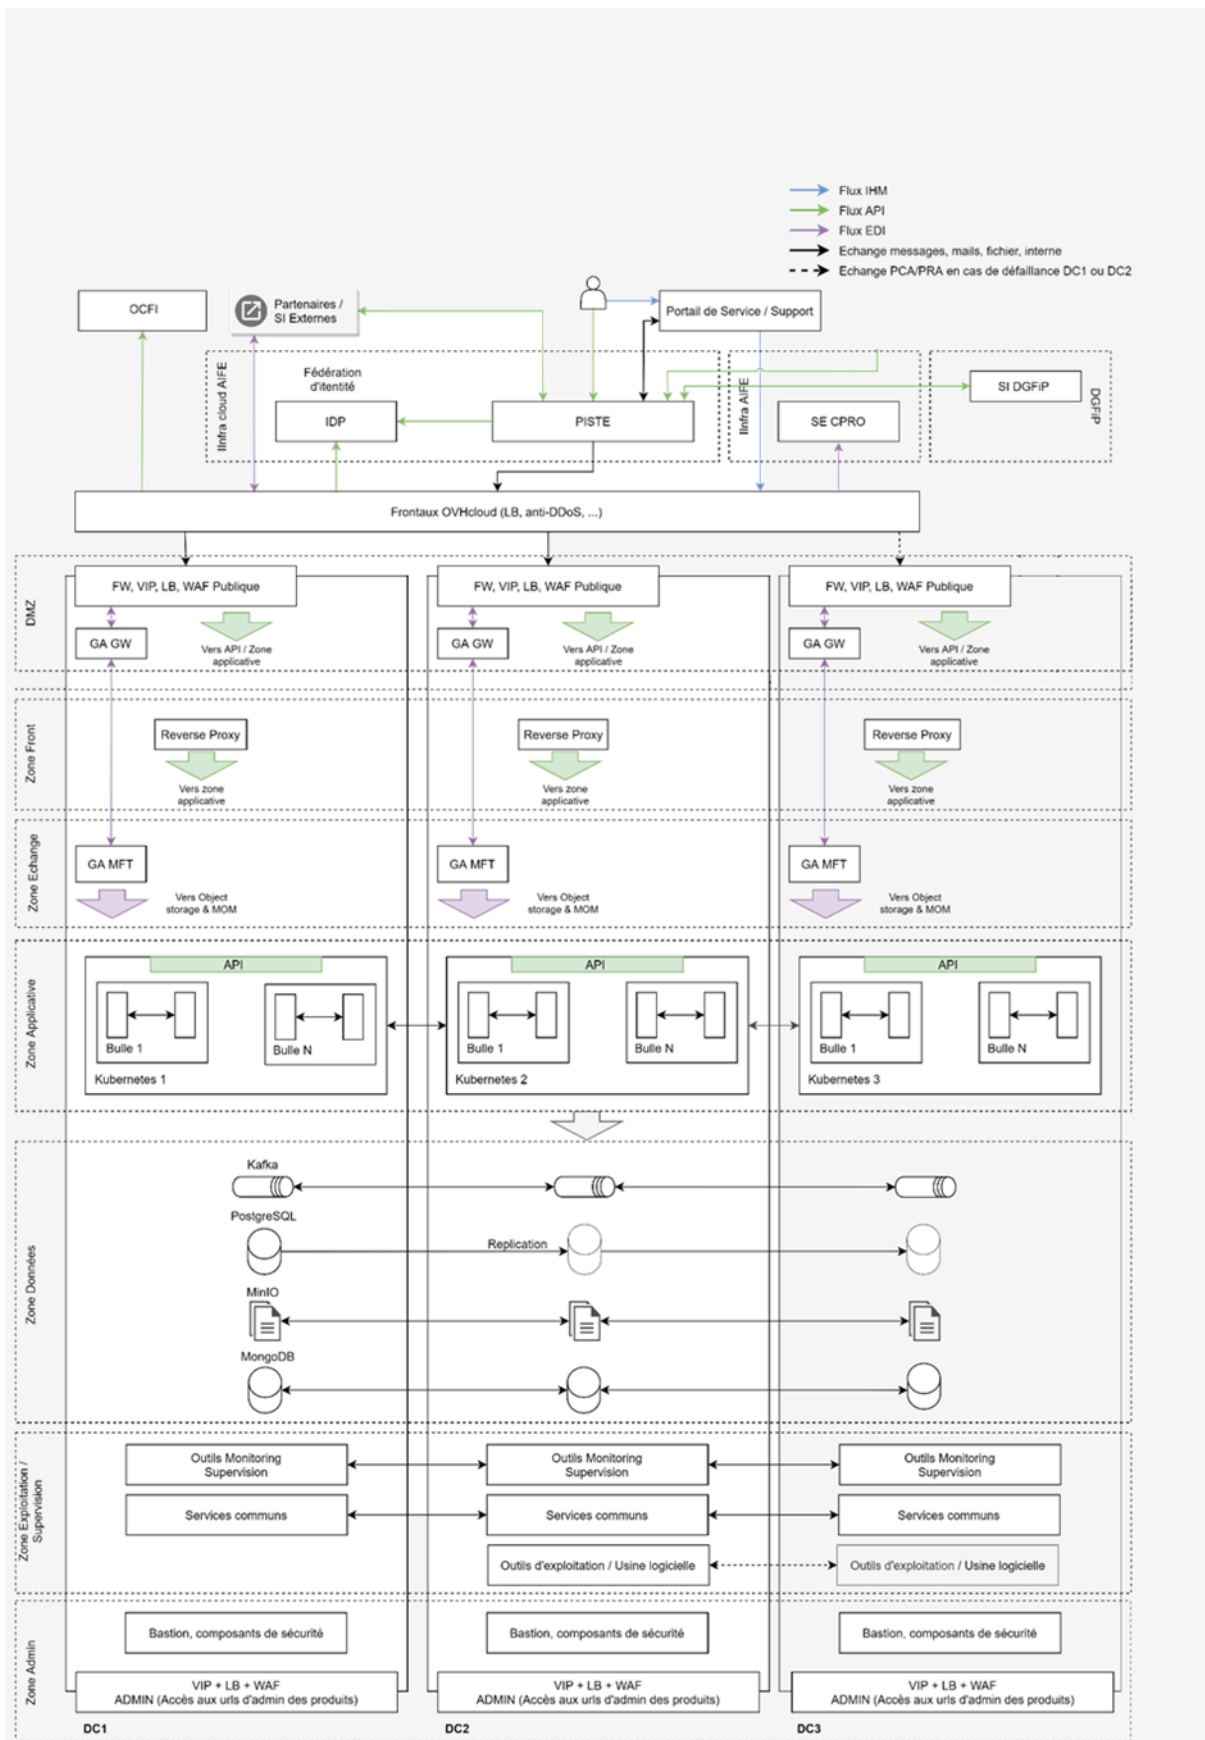 Flux IHM
Flux API
Flux EDI
Echange messages, mails, fichier, interne
Echange PCA/PRA en cas de défaillance DC1 ou DC2
OCFI
Partenaires /
SI Externes
Portail de Service / Support
IInfra cloud AIFE
Fédération
d'itentité
IDP
PISTE
IInfra AIFE
SE CPRO
SI DGFiP
DGFiP
Frontaux OVHcloud (LB, anti-DDoS, ...)
DMZ
FW, VIP, LB, WAF Publique
FW, VIP, LB, WAF Publique
FW, VIP, LB, WAF Publique
GA GW
Vers API / Zone
applicative
GA GW
Vers API / Zone
applicative
GA GW
Vers API / Zone
applicative
Zone Front
Reverse Proxy
Vers zone
applicative
Reverse Proxy
Vers zone
applicative
Reverse Proxy
Vers zone
applicative
Zone Echange
GA MFT
Vers Object
storage & MOM
GA MFT
Vers Object
storage & MOM
GA MFT
Vers Object
storage & MOM
Zone Applicative
API
Bulle 1
Bulle N
Kubernetes 1
API
Bulle 1
Bulle N
Kubernetes 2
API
Bulle 1
Bulle N
Kubernetes 3
Zone Données
Kafka
PostgreSQL
Replication
MinIO
MongoDB
Zone Exploitation /
Supervision
Outils Monitoring
Supervision
Outils Monitoring
Supervision
Outils Monitoring
Supervision
Services communs
Services communs
Services communs
Outils d'exploitation / Usine logicielle
Outils d'exploitation / Usine logicielle
Zone Admin
Bastion, composants de sécurité
Bastion, composants de sécurité
Bastion, composants de sécurité
VIP + LB + WAF
ADMIN (Accès aux urls d'admin des produits)
VIP + LB + WAF
ADMIN (Accès aux urls d'admin des produits)
VIP + LB + WAF
ADMIN (Accès aux urls d'admin des produits)
DC1
DC2
DC3